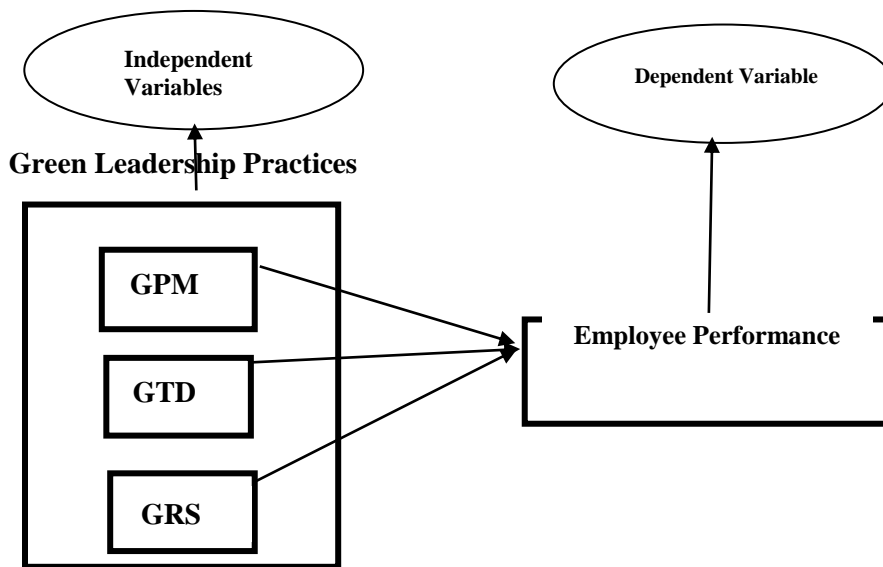 Independent
Variables
Dependent Variable
Green Leadership Practices
GPM
Employee Performance
GTD
GRS